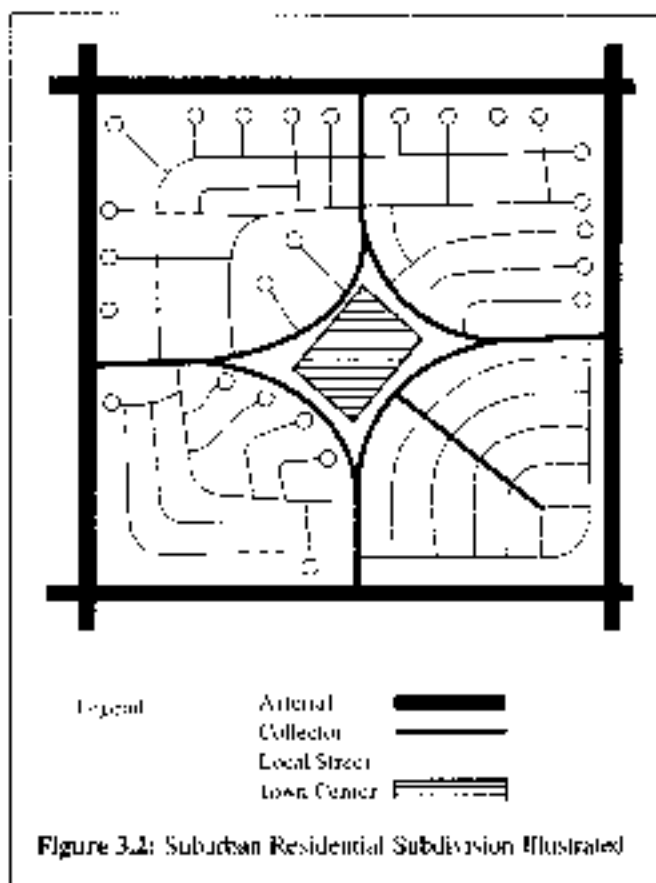 Legend
Arterial
Collector
Local Street
Town Center
Figure 3.2: Suburban Residential Subdivision Illustrated